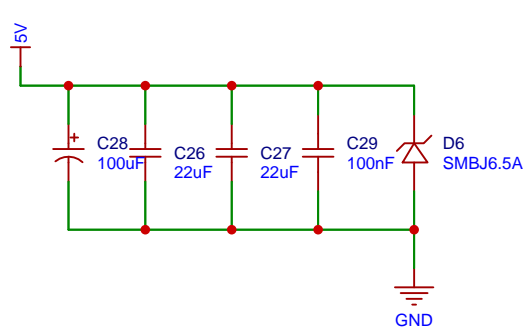 5V
C28
100uF
C26
22uF
C27
22uF
C29
100nF
D6
SMBJ6.5A
GND